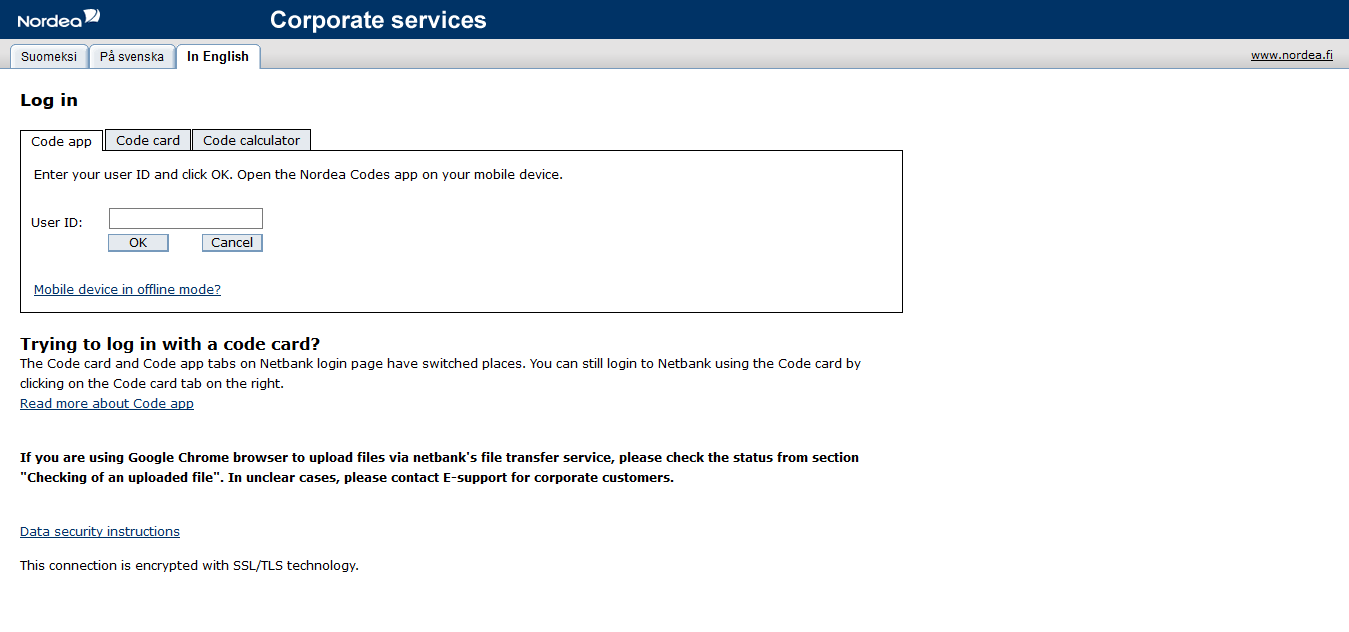 Nordea
Corporate services
Suomeksi
På svenska
In English
www.nordea.fi
Log in
Code app
Code card
Code calculator
Enter your user ID and click OK. Open the Nordea Codes app on your mobile device.
User ID:
OK
Cancel
Mobile device in offline mode?
Trying to log in with a code card?
The Code card and Code app tabs on Netbank login page have switched places. You can still login to Netbank using the Code card by
clicking on the Code card tab on the right.
Read more about Code app
If you are using Google Chrome browser to upload files via netbank's file transfer service, please check the status from section
"Checking of an uploaded file". In unclear cases, please contact E-support for corporate customers.
Data security instructions
This connection is encrypted with SSL/TLS technology.